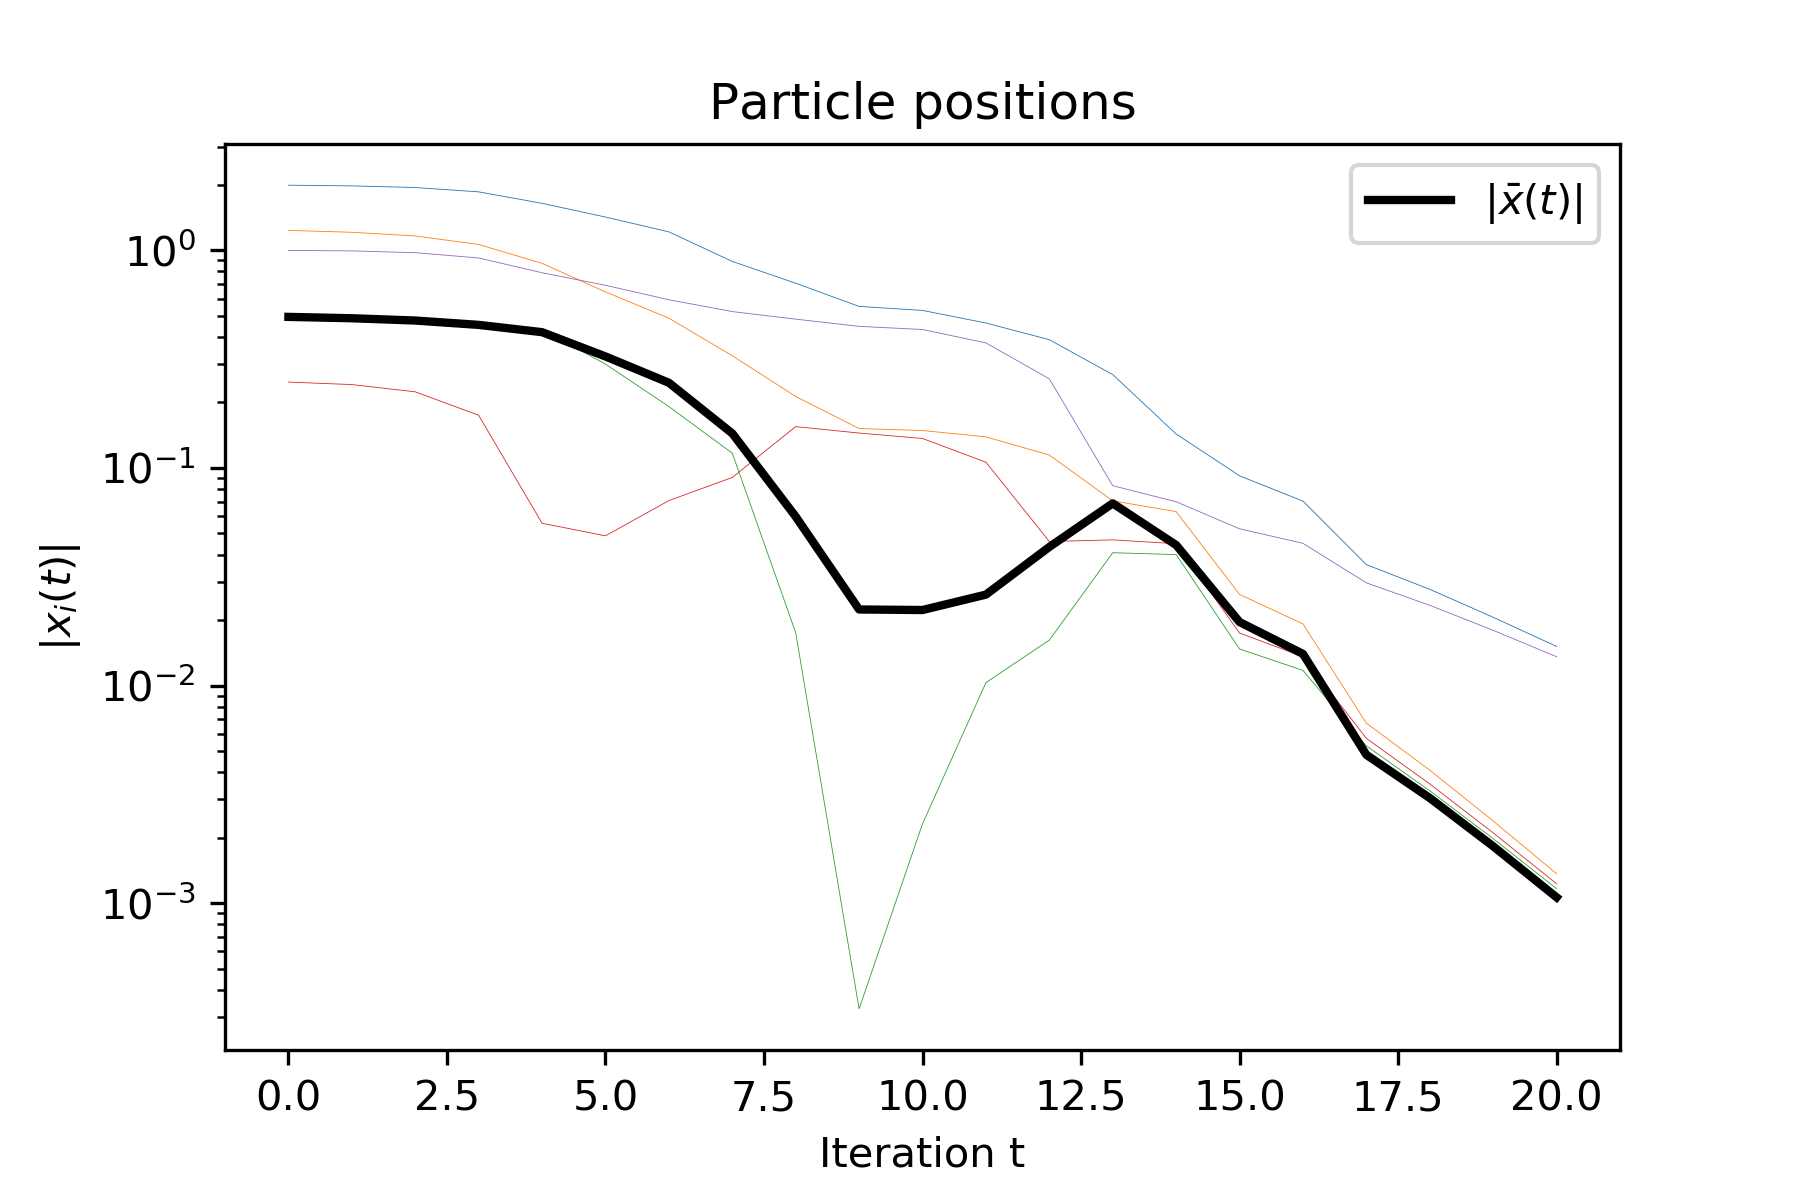 Particle positions
|x̄(t)|
|xᵢ(t)|
10⁰
10⁻¹
10⁻²
10⁻³
0.0 2.5 5.0 7.5 10.0 12.5 15.0 17.5 20.0
Iteration t